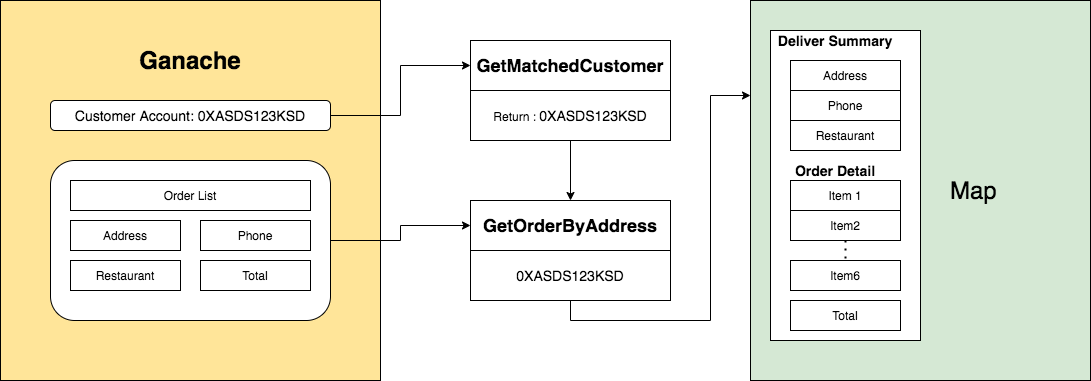 Ganache
Customer Account: 0XASDS123KSD
Order List
Address
Phone
Restaurant
Total
GetMatchedCustomer
Return : 0XASDS123KSD
GetOrderByAddress
0XASDS123KSD
Deliver Summary
Address
Phone
Restaurant
Order Detail
Item 1
Item2
Item6
Total
Map